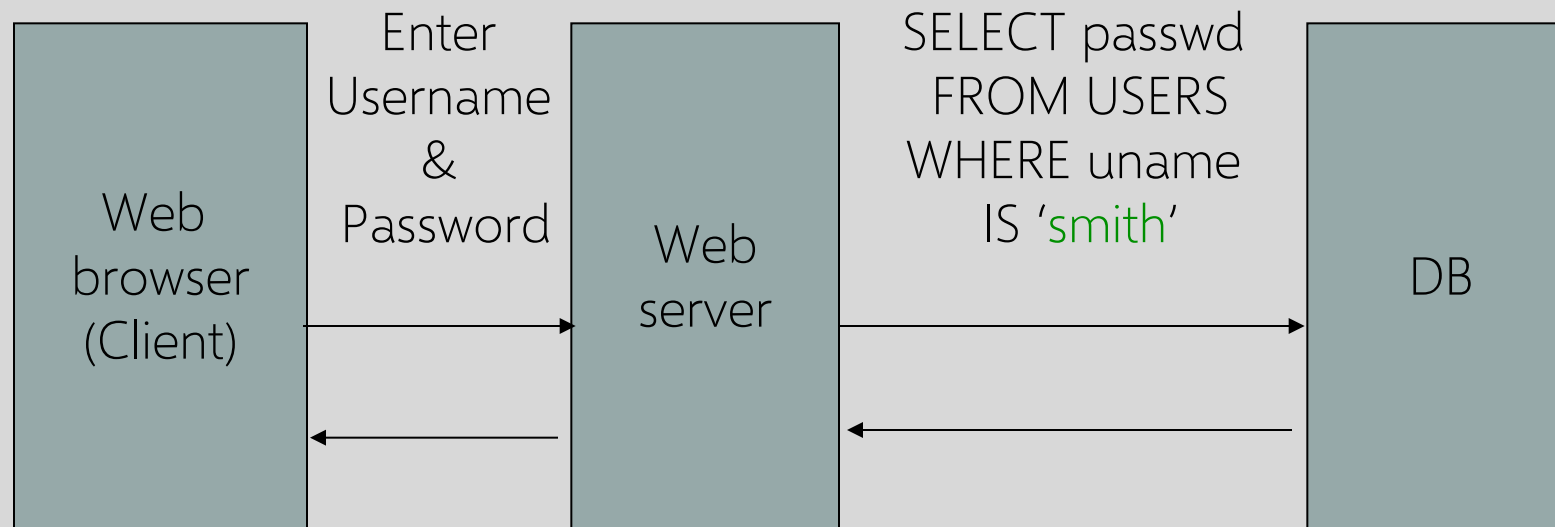 Web
browser
(Client)
Enter
Username
&
Password
Web
server
SELECT passwd
FROM USERS
WHERE uname
IS ‘smith’
DB